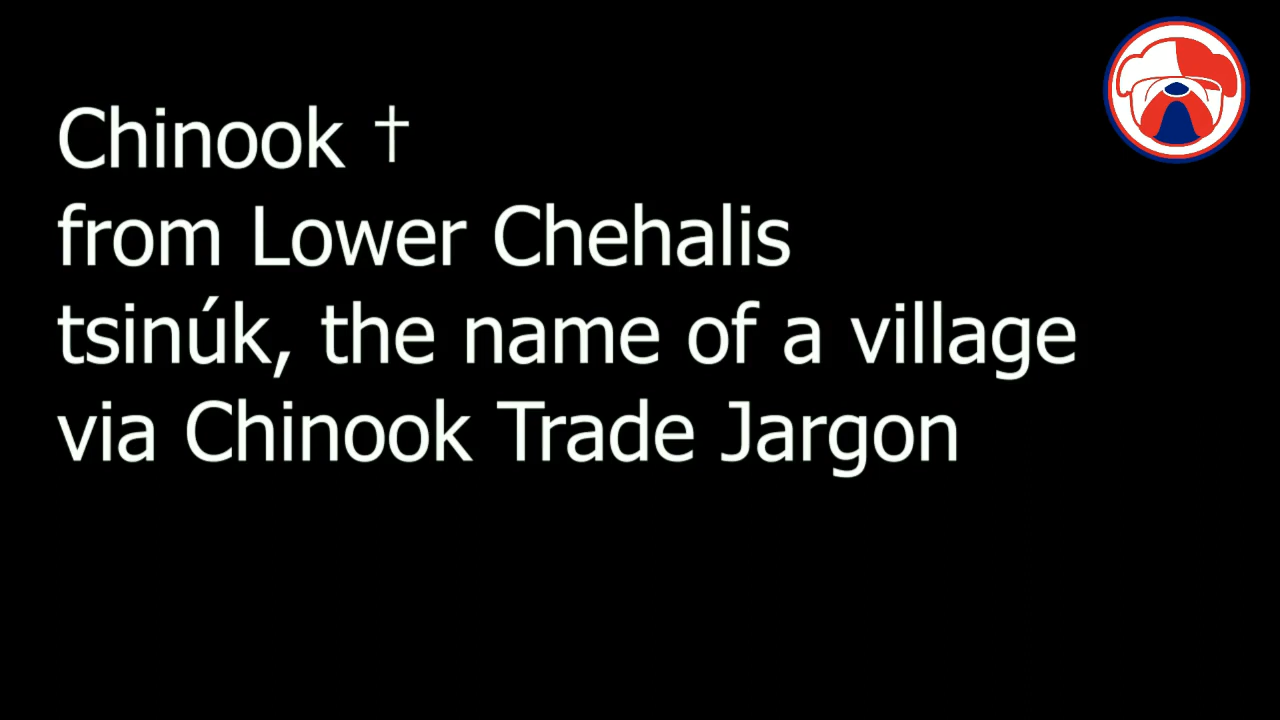 Chinook †
from Lower Chehalis
tsinúk, the name of a village
via Chinook Trade Jargon